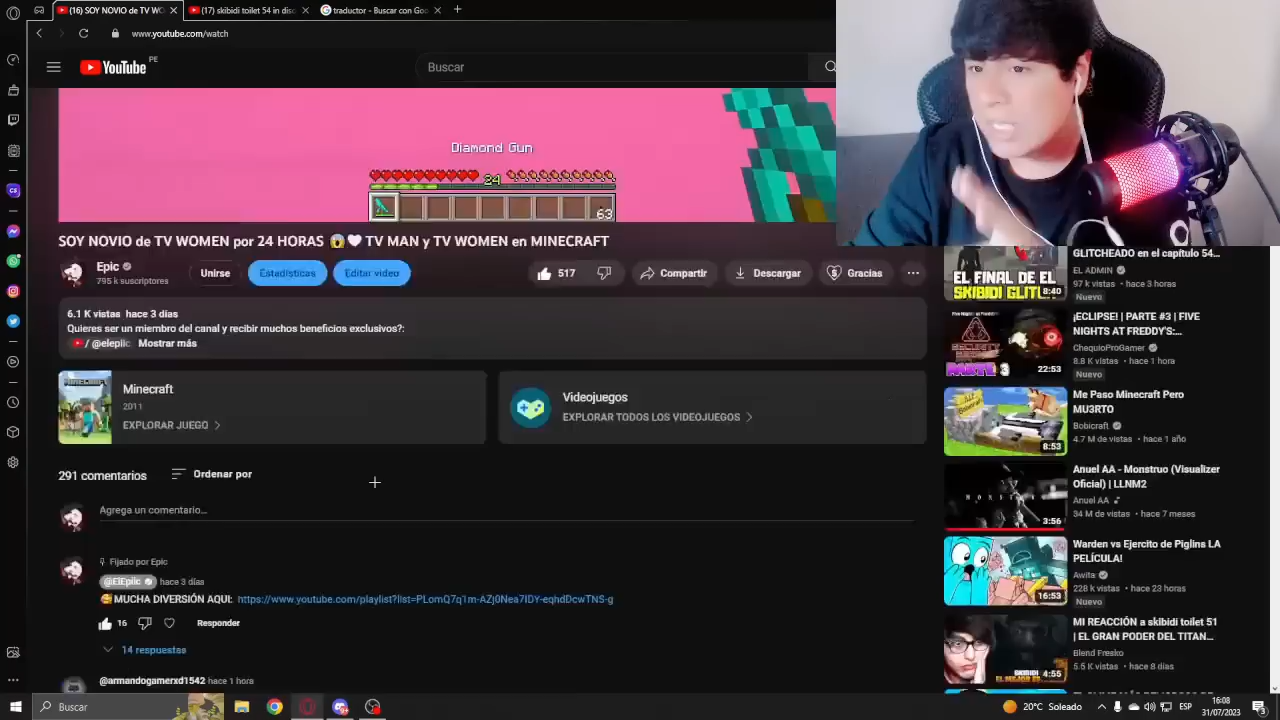 (16) SOY NOVIO de TV WOM
(17) skibidi toilet 54 in disc
traductor - Buscar con Goo
www.youtube.com/watch
YouTube PE
Buscar
Diamond Gun
24
63
SOY NOVIO de TV WOMEN por 24 HORAS 😱🤍 TV MAN y TV WOMEN en MINECRAFT
Epic
795 k suscriptores
Unirse
Estadísticas
Editar video
517
Compartir
Descargar
Gracias
6.1 K vistas hace 3 días
Quieres ser un miembro del canal y recibir muchos beneficios exclusivos?:
/ @elepiic Mostrar más
Minecraft
2011
EXPLORAR JUEGO
Videojuegos
EXPLORAR TODOS LOS VIDEOJUEGOS
291 comentarios
Ordenar por
Agrega un comentario...
Fijado por Epic
@ElEpiic hace 3 días
🥰MUCHA DIVERSIÓN AQUI: https://www.youtube.com/playlist?list=PLomQ7q1m-AZj0Nea7IDY-eqhdDcwTNS-g
16
Responder
14 respuestas
@armandogamerxd1542 hace 1 hora
EL FINAL DE EL
SKIBIDI GLITC
8:40
GLITCHEADO en el capítulo 54...
EL ADMIN
97 k vistas • hace 3 horas
Nuevo
PARTE
22:53
¡ECLIPSE! | PARTE #3 | FIVE
NIGHTS AT FREDDY'S:...
ChequioProGamer
8.8 K vistas • hace 1 hora
Nuevo
8:53
Me Paso Minecraft Pero
MU3RTO
Bobicraft
4.7 M de vistas • hace 1 año
3:56
Anuel AA - Monstruo (Visualizer
Oficial) | LLNM2
Anuel AA
34 M de vistas • hace 7 meses
16:53
Warden vs Ejercito de Piglins LA
PELÍCULA!
Awita
228 k vistas • hace 23 horas
Nuevo
SKIBIDI
4:55
MI REACCIÓN a skibidi toilet 51
| EL GRAN PODER DEL TITAN...
Blend Fresko
5.5 K vistas • hace 8 días
Buscar
20°C Soleado
ESP
16:08
31/07/2023